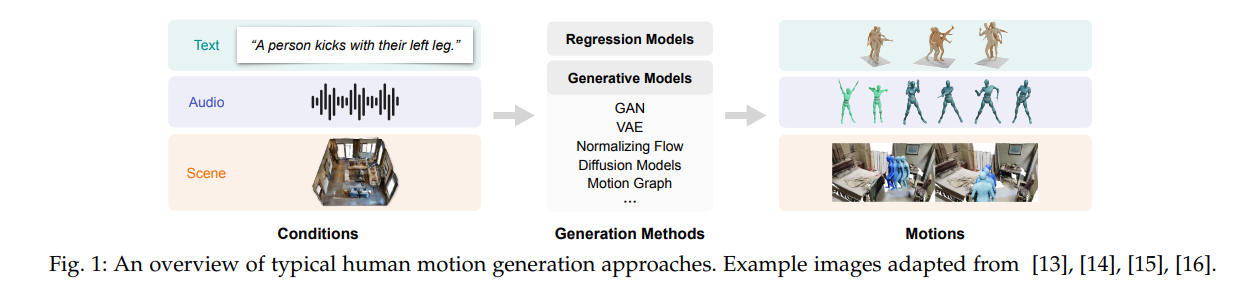 Text
“A person kicks with their left leg.”
Audio
Scene
Conditions
Regression Models
Generative Models
GAN
VAE
Normalizing Flow
Diffusion Models
Motion Graph
...
Generation Methods
Motions
Fig. 1: An overview of typical human motion generation approaches. Example images adapted from [13], [14], [15], [16].